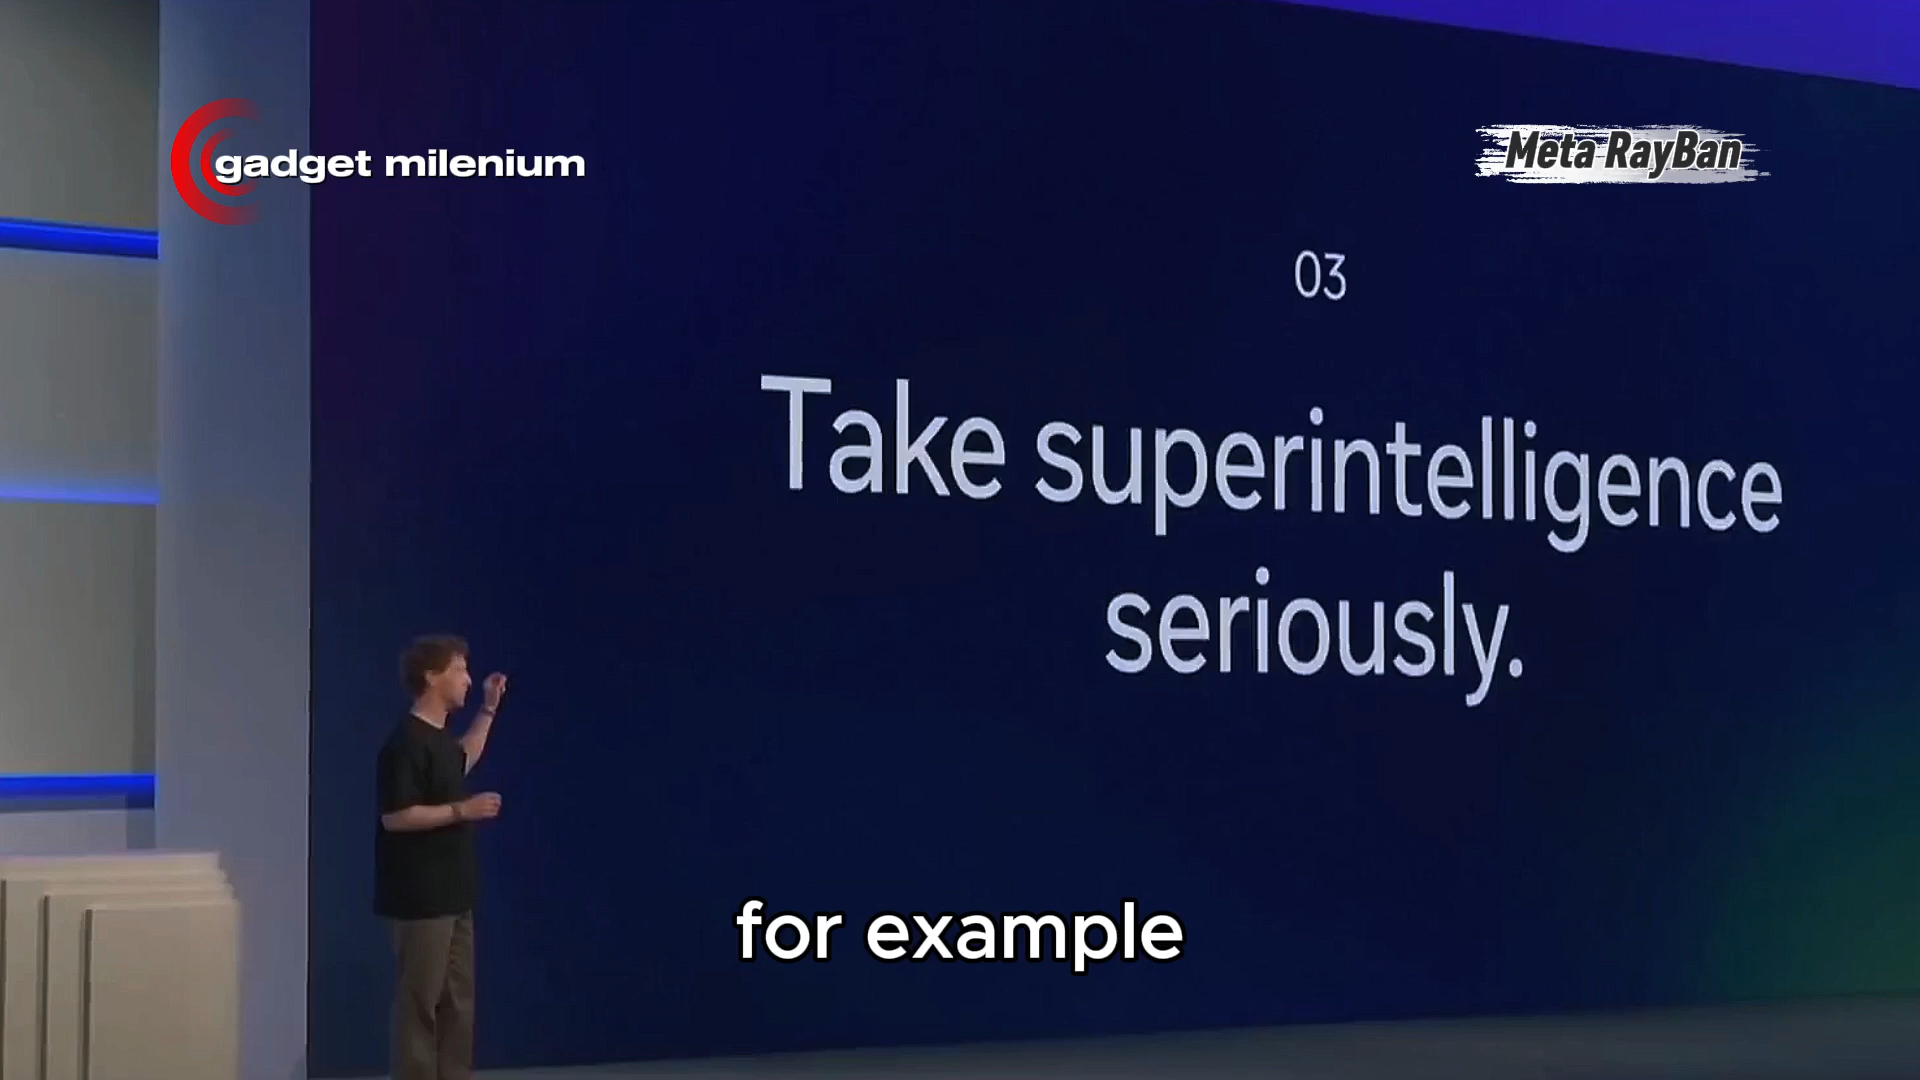 gadget milenium
Meta RayBan
03
Take superintelligence
seriously.
for example